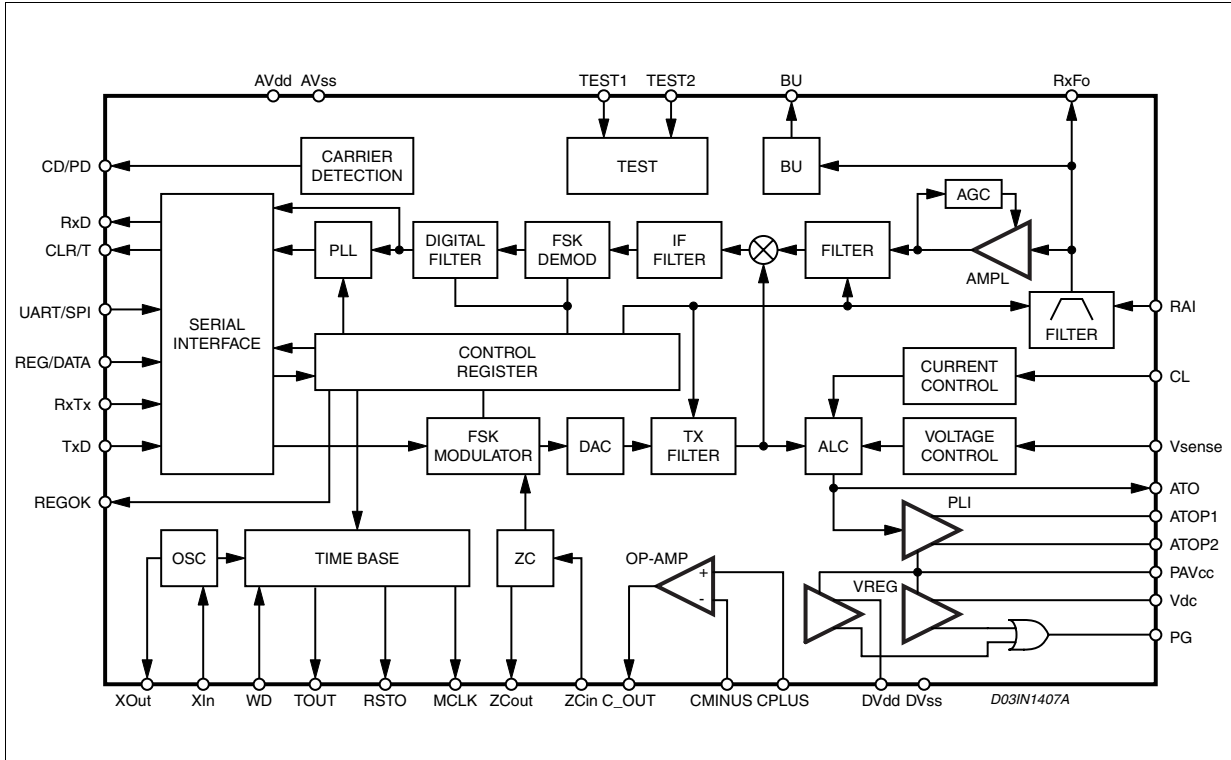 AVdd AVss TEST1 TEST2 BU RxFo
CD/PD
CARRIER
DETECTION
TEST
BU
AGC
RxD
CLR/T
PLL
DIGITAL
FILTER
FSK
DEMOD
IF
FILTER
FILTER
AMPL
UART/SPI
SERIAL
INTERFACE
FILTER
RAI
REG/DATA
CONTROL
REGISTER
CURRENT
CONTROL
CL
RxTx
TxD
FSK
MODULATOR
DAC
TX
FILTER
ALC
VOLTAGE
CONTROL
Vsense
REGOK
ATO
PLI
ATOP1
ATOP2
OSC
TIME BASE
ZC
OP-AMP
+
-
VREG
PAVcc
Vdc
PG
XOut XIn WD TOUT RSTO MCLK ZCout ZCin C_OUT CMINUS CPLUS DVdd DVss
D03IN1407A